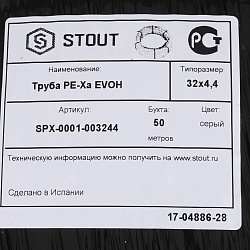 STOUT
Наименование:
Типоразмер:
Труба PE-Xa EVOH
32x4,4
Артикул:
Бухта:
Цвет:
SPX-0001-003244
50
серый
метров
Техническую информацию можно получить на www.stout.ru
Сделано в Испании
17-04886-28